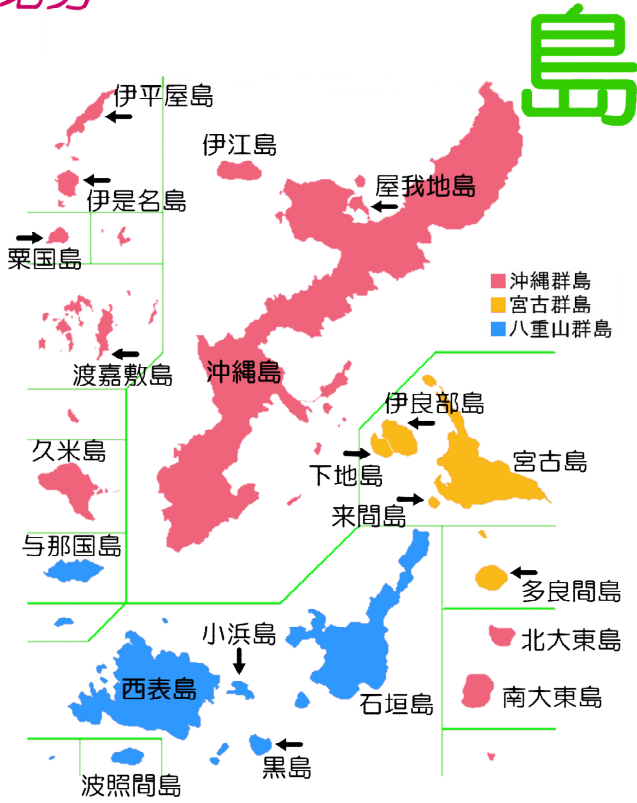 島
伊平屋島
伊江島
屋我地島
伊是名島
粟国島
沖縄群島
宮古群島
八重山群島
渡嘉敷島
沖縄島
伊良部島
久米島
宮古島
下地島
来間島
与那国島
多良間島
小浜島
北大東島
西表島
石垣島
南大東島
黒島
波照間島